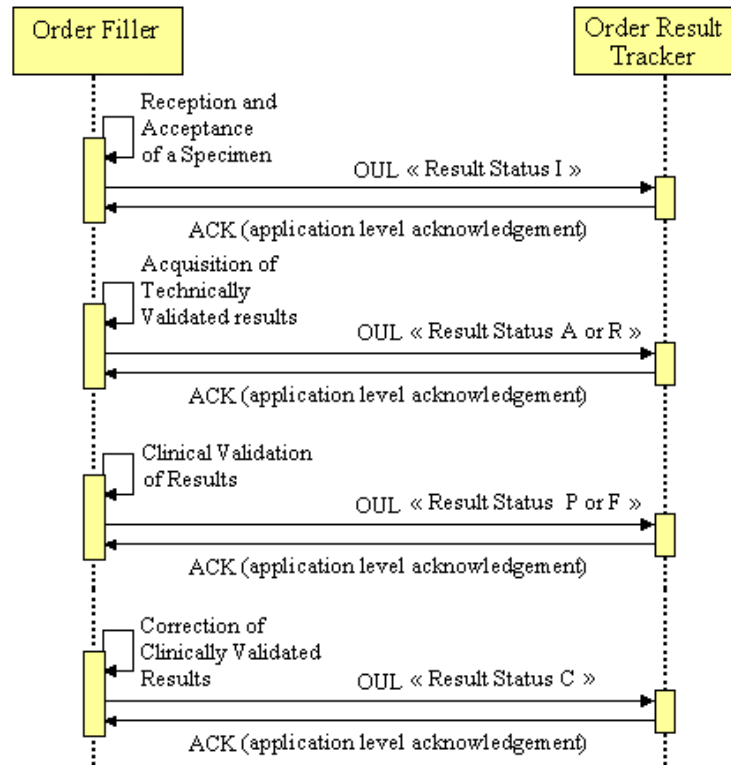 Order Filler
Order Result
Tracker
Reception and
Acceptance
of a Specimen
OUL « Result Status I »
ACK (application level acknowledgement)
Acquisition of
Technically
Validated results
OUL « Result Status A or R »
ACK (application level acknowledgement)
Clinical Validation
of Results
OUL « Result Status P or F »
ACK (application level acknowledgement)
Correction of
Clinically Validated
Results
OUL « Result Status C »
ACK (application level acknowledgement)